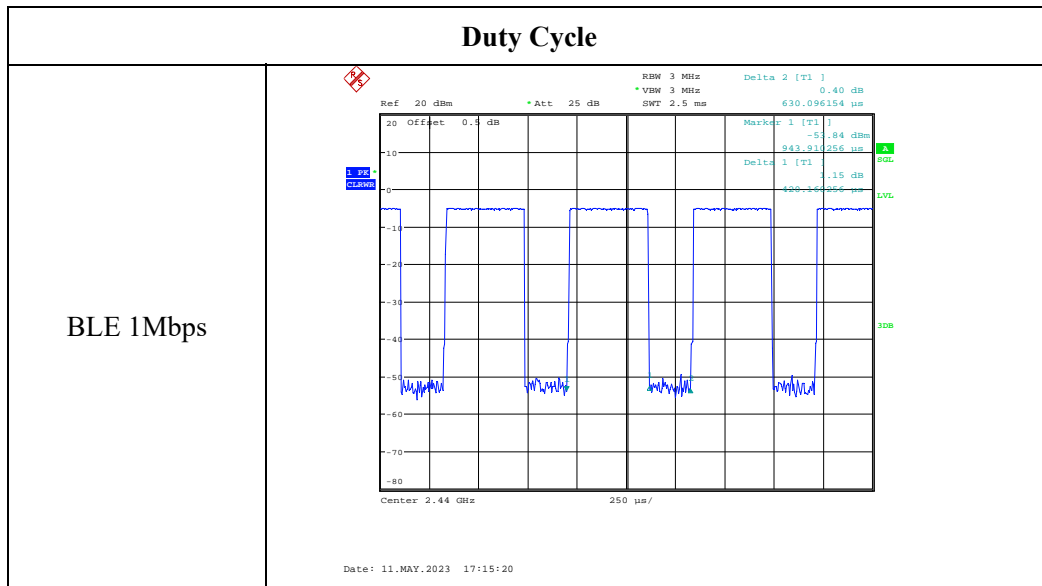 Duty Cycle
BLE 1Mbps
R S
RBW 3 MHz Delta 2 [T1 ]
* VBW 3 MHz 0.40 dB
Ref 20 dBm * Att 25 dB SWT 2.5 ms 630.096154 µs
20 Offset 0.5 dB Marker 1 [T1 ]
-53.84 dBm
943.910256 µs A
10 SGL
Delta 1 [T1 ]
1 PK * 1.15 dB
CLRWR
0
LVL
-10
-20
-30
3DB
-40
-50
-60
-70
-80
Center 2.44 GHz 250 µs/
Date: 11.MAY.2023 17:15:20